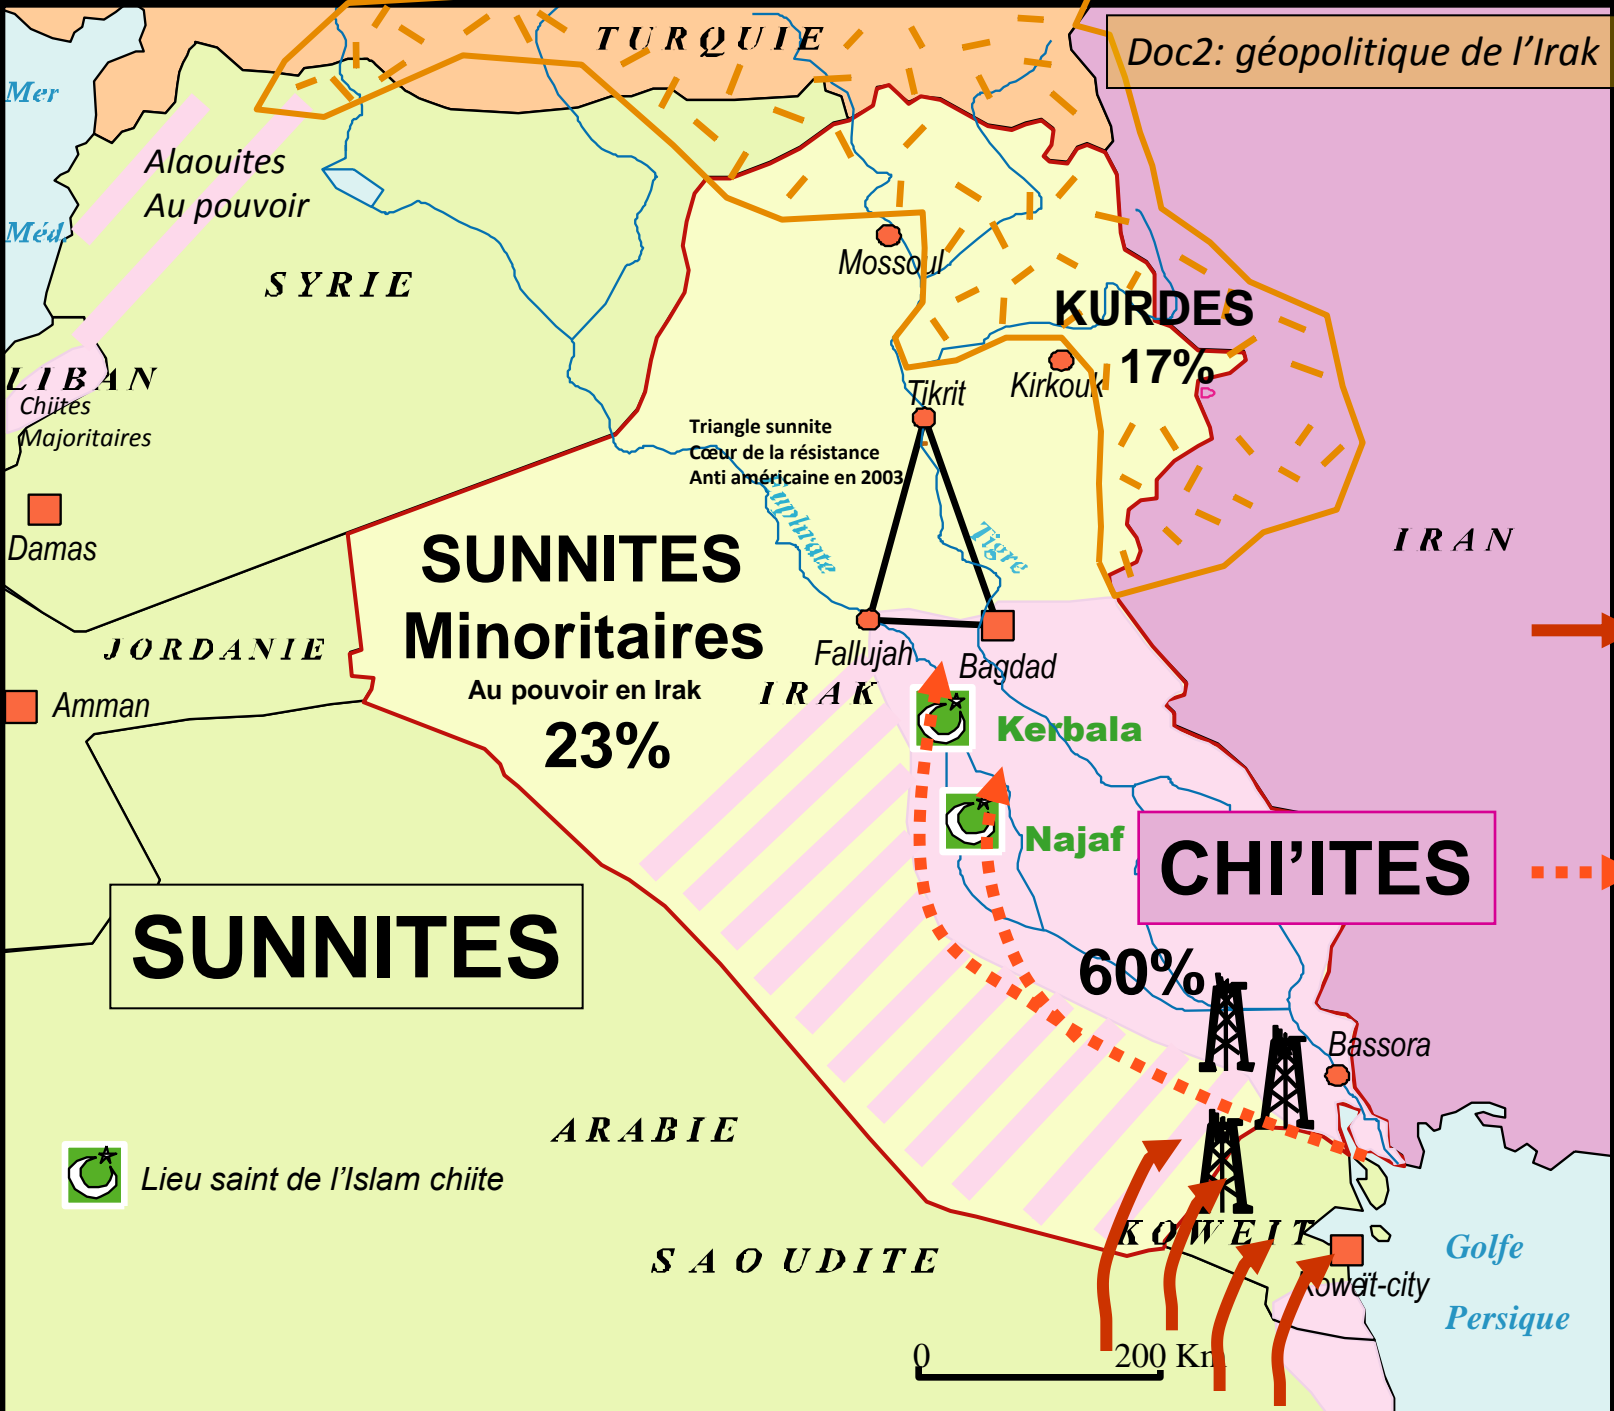 Doc2: géopolitique de l’Irak
TURQUIE
Mer
Méd.
Alaouites
Au pouvoir
SYRIE
Mossoul
KURDES
17%
LIBAN
Chiites
Majoritaires
Tikrit
Kirkouk
Triangle sunnite
Cœur de la résistance
Anti américaine en 2003
Euphrate
Tigre
Damas
IRAN
SUNNITES
Minoritaires
Au pouvoir en Irak
23%
JORDANIE
Fallujah
Bagdad
IRAK
Amman
Kerbala
Najaf
CHI’ITES
60%
SUNNITES
Bassora
ARABIE
SAOUDITE
Lieu saint de l’Islam chiite
KOWEIT
Koweït-city
Golfe
Persique
0
200 Km